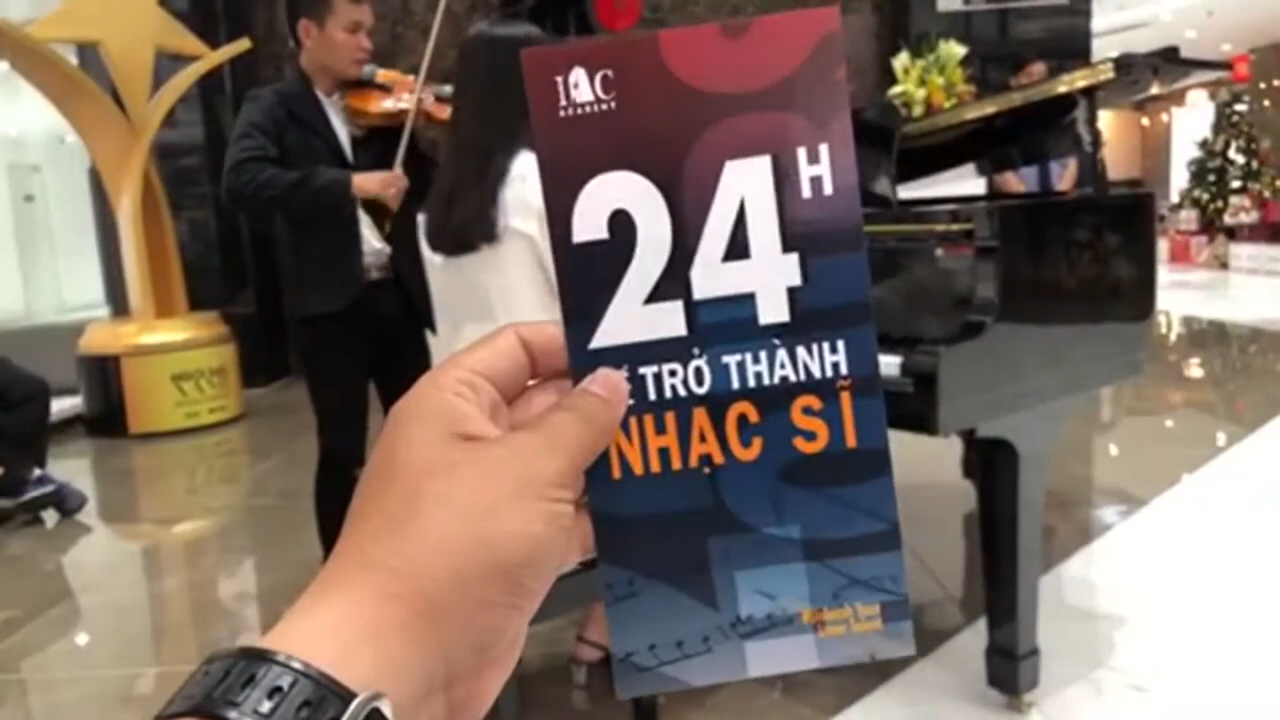 IAC
ACADEMY
24H
TRỞ THÀNH
NHẠC SĨ